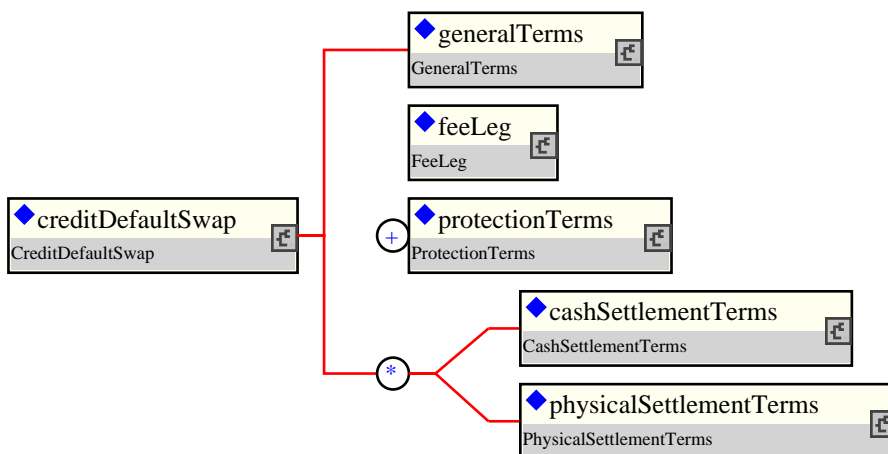 generalTerms
GeneralTerms
feeLeg
FeeLeg
creditDefaultSwap
CreditDefaultSwap
+
protectionTerms
ProtectionTerms
cashSettlementTerms
CashSettlementTerms
*
physicalSettlementTerms
PhysicalSettlementTerms